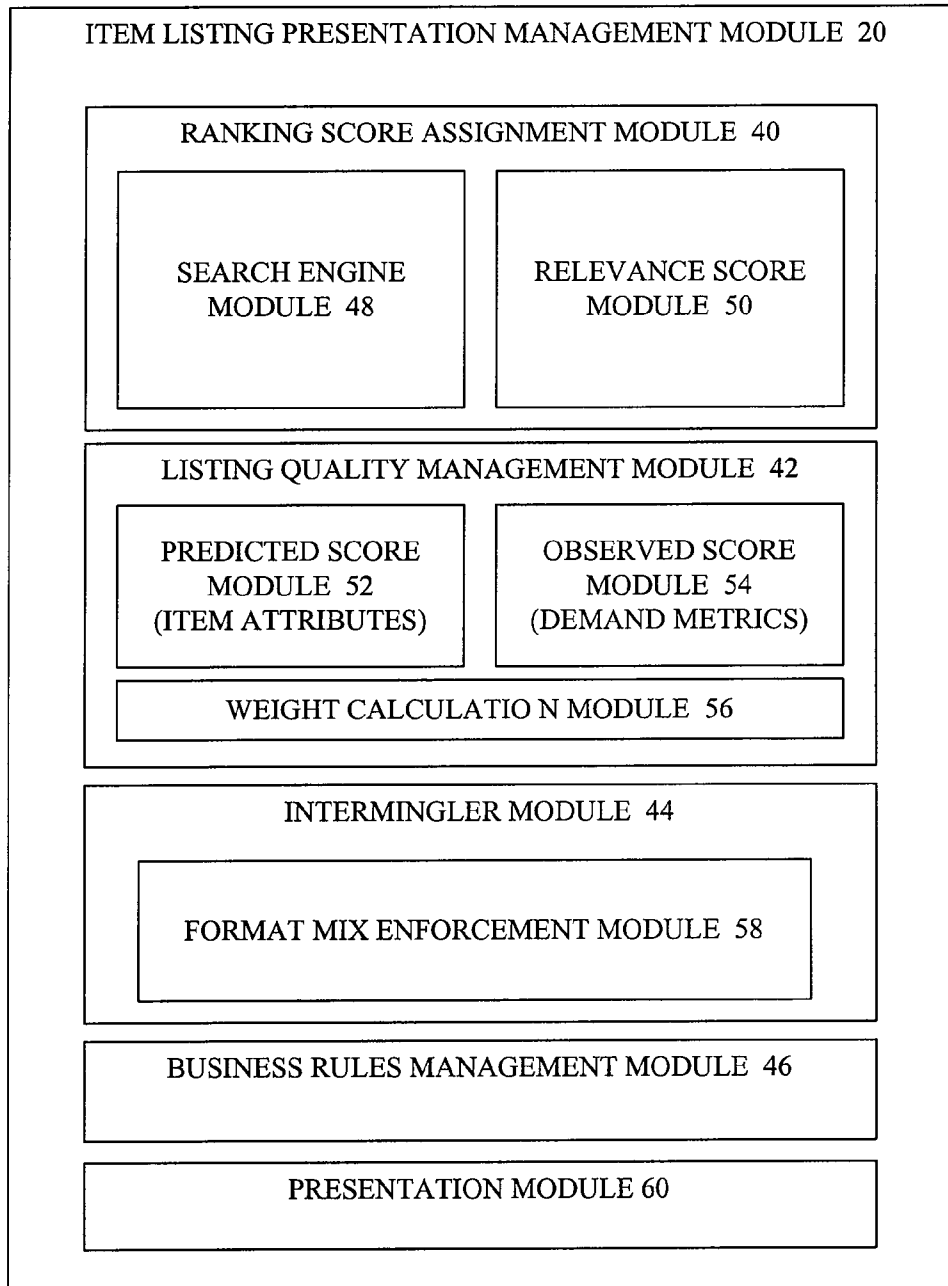 ITEM LISTING PRESENTATION MANAGEMENT MODULE 20
RANKING SCORE ASSIGNMENT MODULE 40
SEARCH ENGINE
MODULE 48
RELEVANCE SCORE
MODULE 50
LISTING QUALITY MANAGEMENT MODULE 42
PREDICTED SCORE
MODULE 52
(ITEM ATTRIBUTES)
OBSERVED SCORE
MODULE 54
(DEMAND METRICS)
WEIGHT CALCULATIO N MODULE 56
INTERMINGLER MODULE 44
FORMAT MIX ENFORCEMENT MODULE 58
BUSINESS RULES MANAGEMENT MODULE 46
PRESENTATION MODULE 60